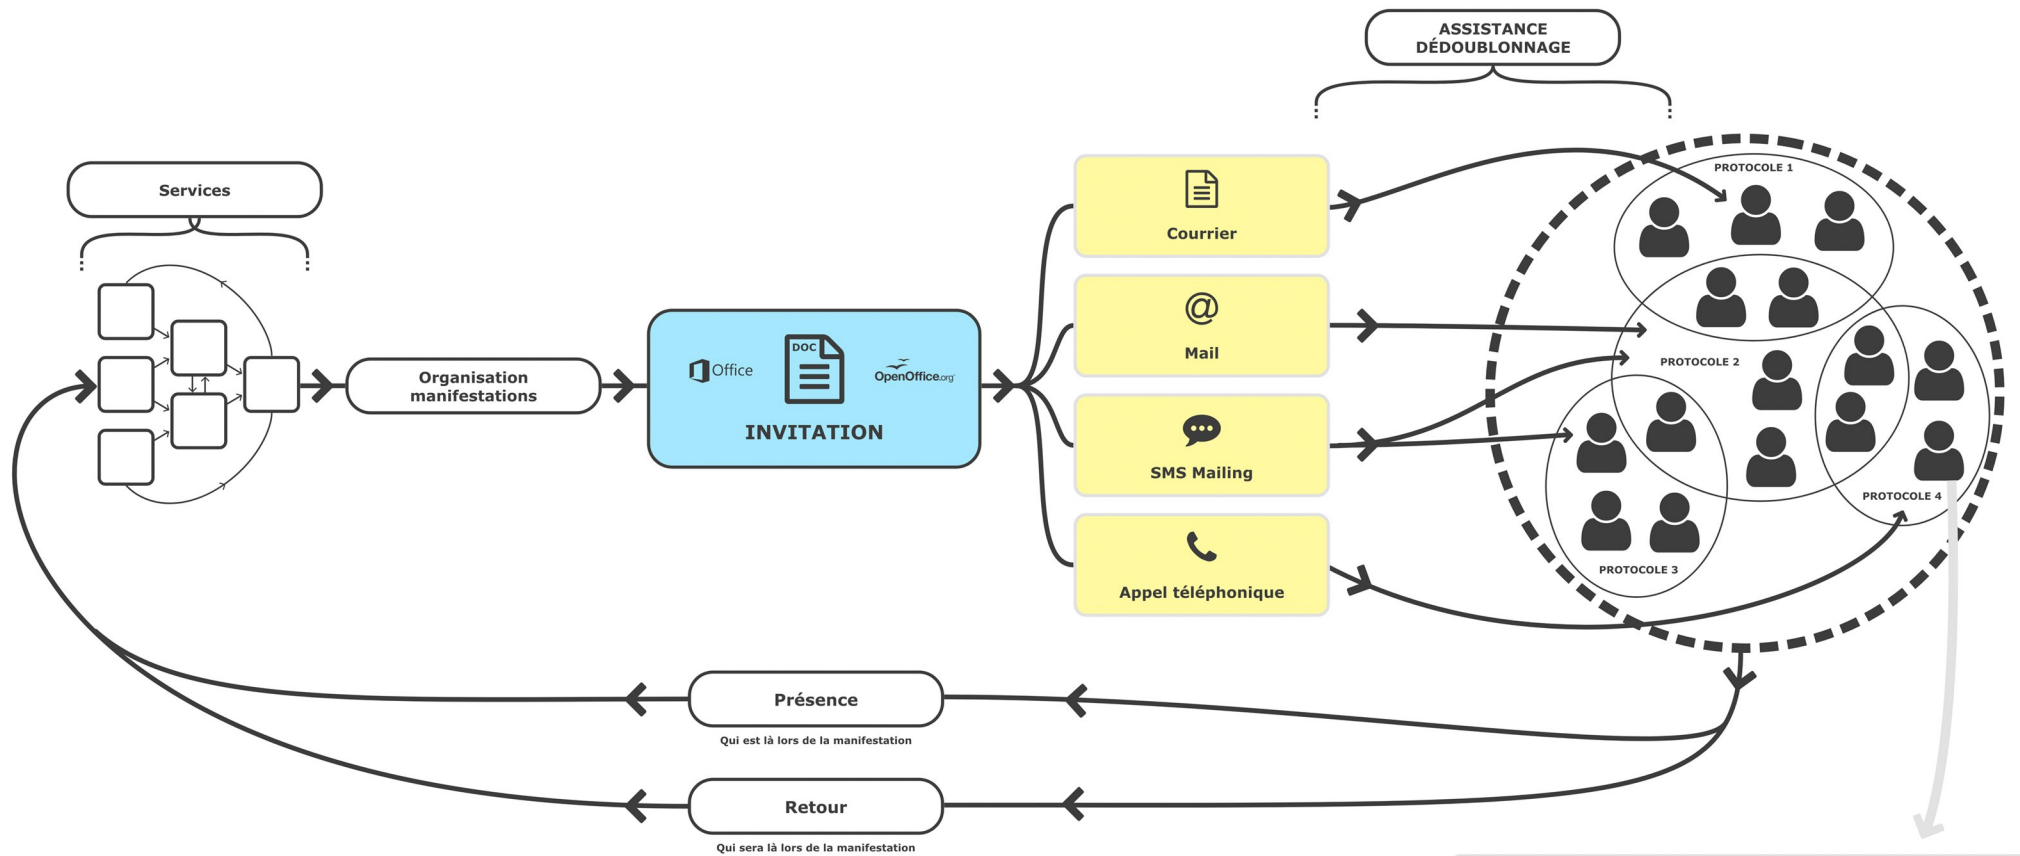 ASSISTANCE
DÉDOUBLONNAGE
Services
Organisation
manifestations
Office
DOC
OpenOffice.org
INVITATION
Courrier
@
Mail
SMS Mailing
Appel téléphonique
PROTOCOLE 1
PROTOCOLE 2
PROTOCOLE 4
PROTOCOLE 3
Présence
Qui est là lors de la manifestation
Retour
Qui sera là lors de la manifestation